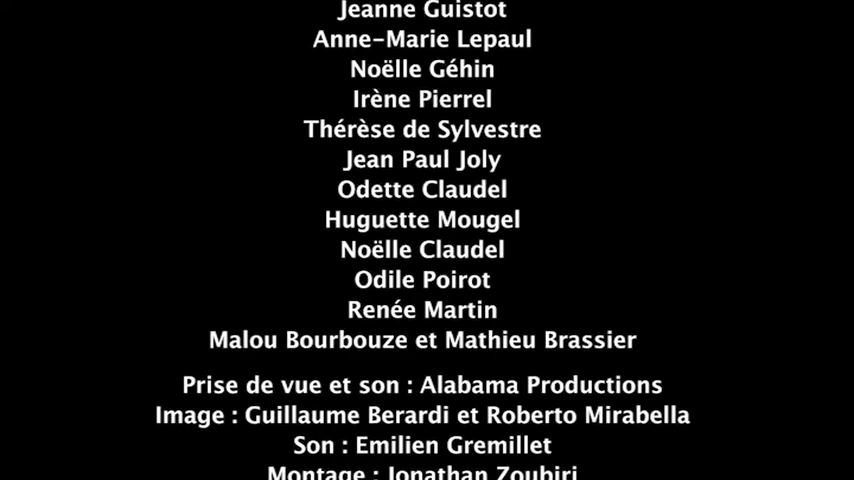 Jeanne Guistot
Anne-Marie Lepaul
Noëlle Géhin
Irène Pierrel
Thérèse de Sylvestre
Jean Paul Joly
Odette Claudel
Huguette Mougel
Noëlle Claudel
Odile Poirot
Renée Martin
Malou Bourbouze et Mathieu Brassier
Prise de vue et son : Alabama Productions
Image : Guillaume Berardi et Roberto Mirabella
Son : Emilien Gremillet
Montage : Jonathan Zoubiri